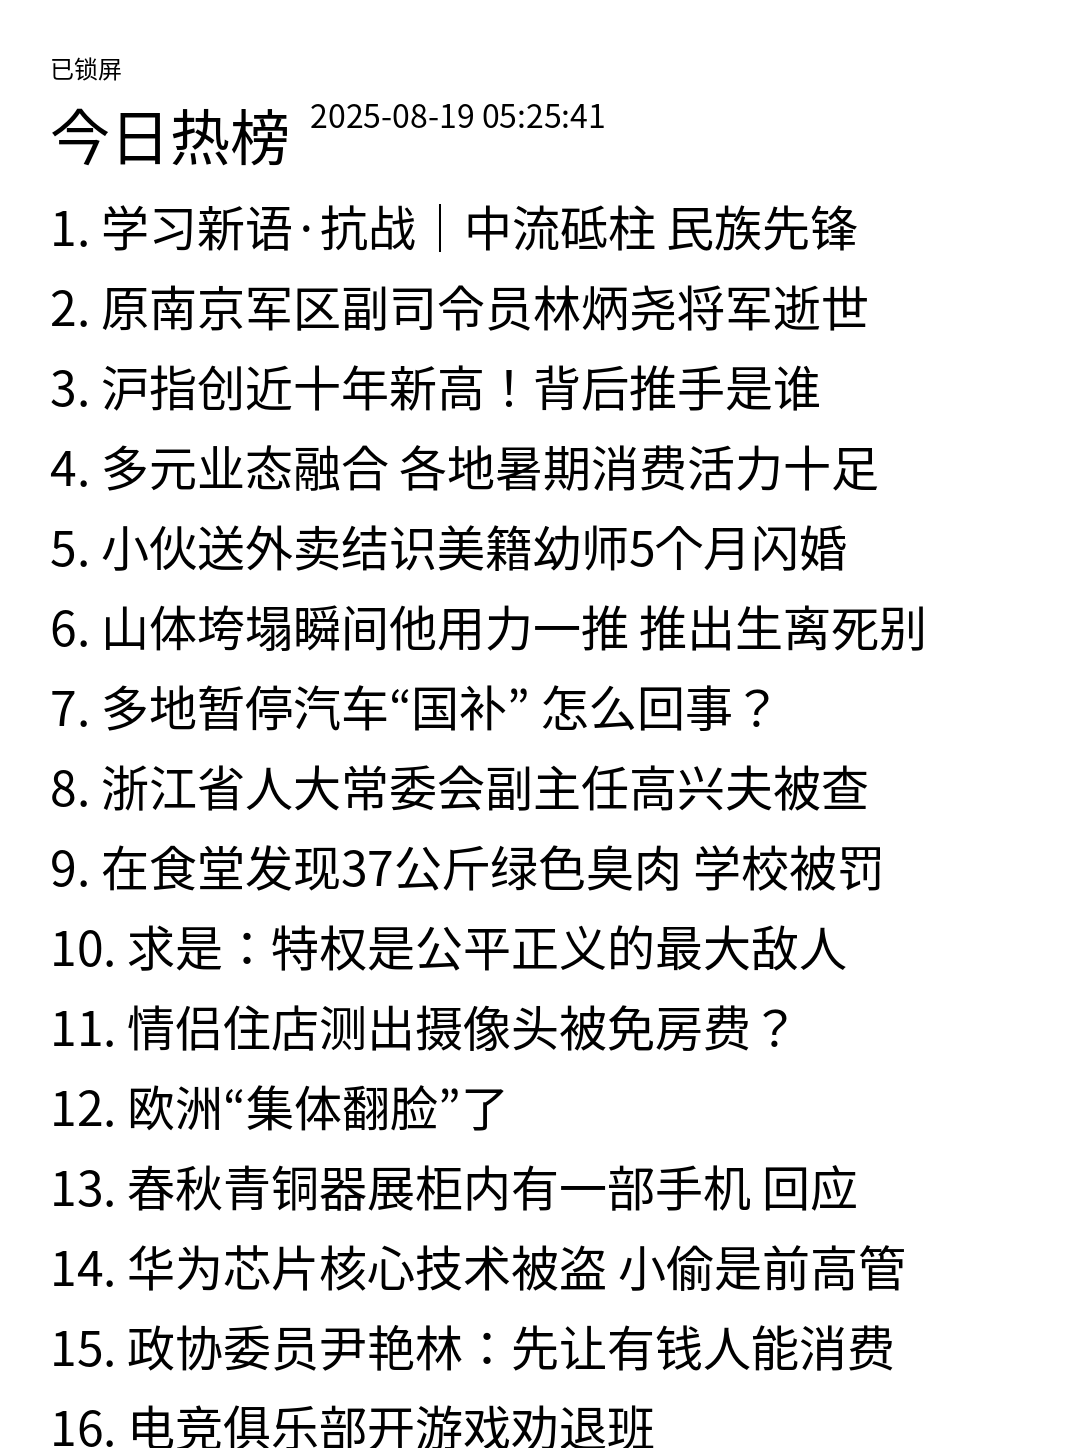 已锁屏
今日热榜 2025-08-19 05:25:41
1. 学习新语·抗战｜中流砥柱 民族先锋
2. 原南京军区副司令员林炳尧将军逝世
3. 沪指创近十年新高！背后推手是谁
4. 多元业态融合 各地暑期消费活力十足
5. 小伙送外卖结识美籍幼师5个月闪婚
6. 山体垮塌瞬间他用力一推 推出生离死别
7. 多地暂停汽车“国补” 怎么回事？
8. 浙江省人大常委会副主任高兴夫被查
9. 在食堂发现37公斤绿色臭肉 学校被罚
10. 求是：特权是公平正义的最大敌人
11. 情侣住店测出摄像头被免房费？
12. 欧洲“集体翻脸”了
13. 春秋青铜器展柜内有一部手机 回应
14. 华为芯片核心技术被盗 小偷是前高管
15. 政协委员尹艳林：先让有钱人能消费
16. 电竞俱乐部开游戏劝退班